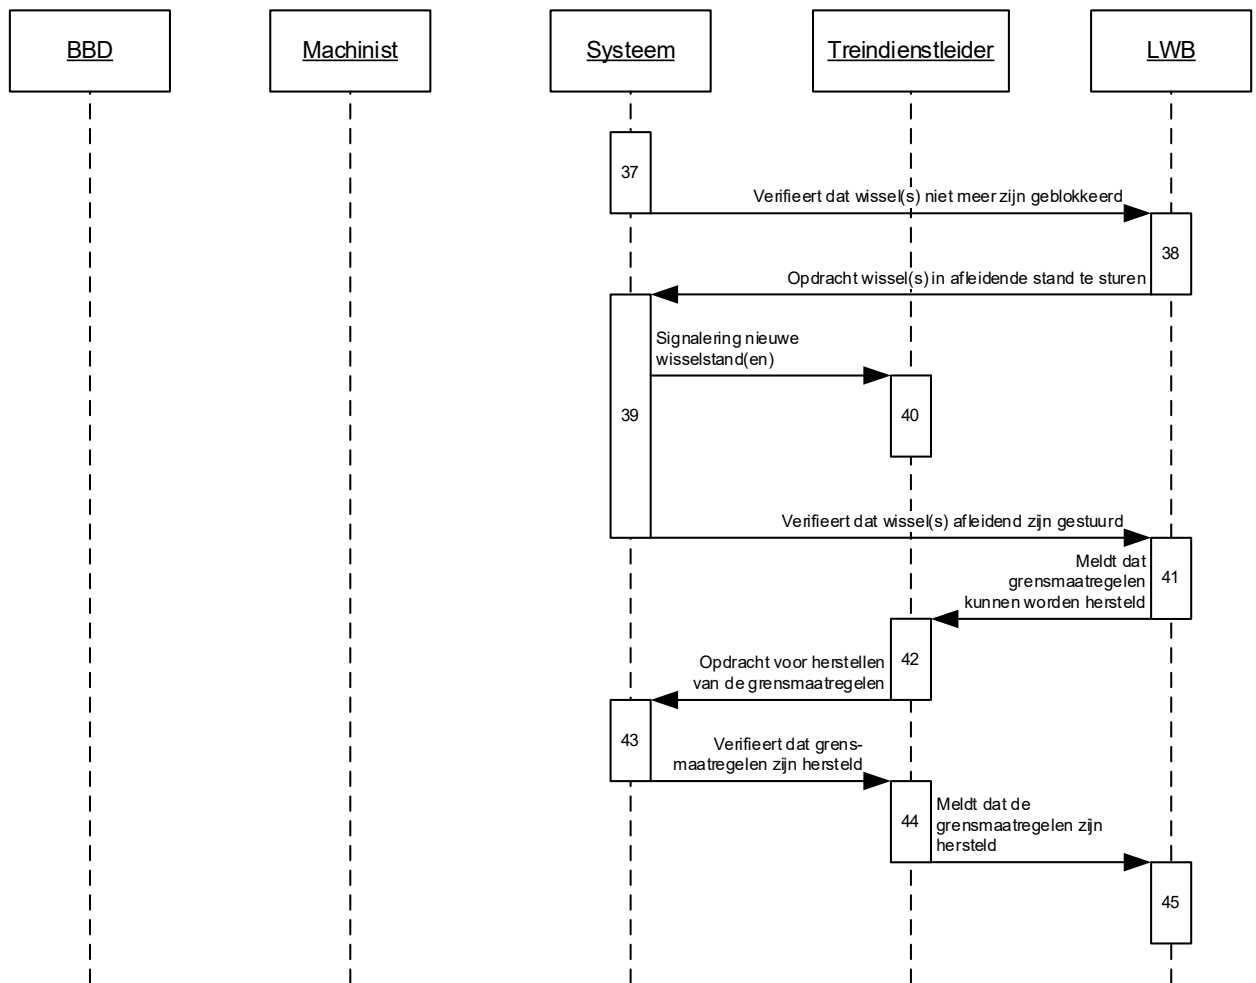 BBD
Machinist
Systeem
Treindienstleider
LWB
37
Verifieert dat wissel(s) niet meer zijn geblokkeerd
38
Opdracht wissel(s) in afleidende stand te sturen
Signalering nieuwe
wisselstand(en)
39
40
Verifieert dat wissel(s) afleidend zijn gestuurd
Meldt dat
grensmaatregelen
kunnen worden hersteld
41
Opdracht voor herstellen
van de grensmaatregelen
42
43
Verifieert dat grens-
maatregelen zijn hersteld
44
Meldt dat de
grensmaatregelen zijn
hersteld
45